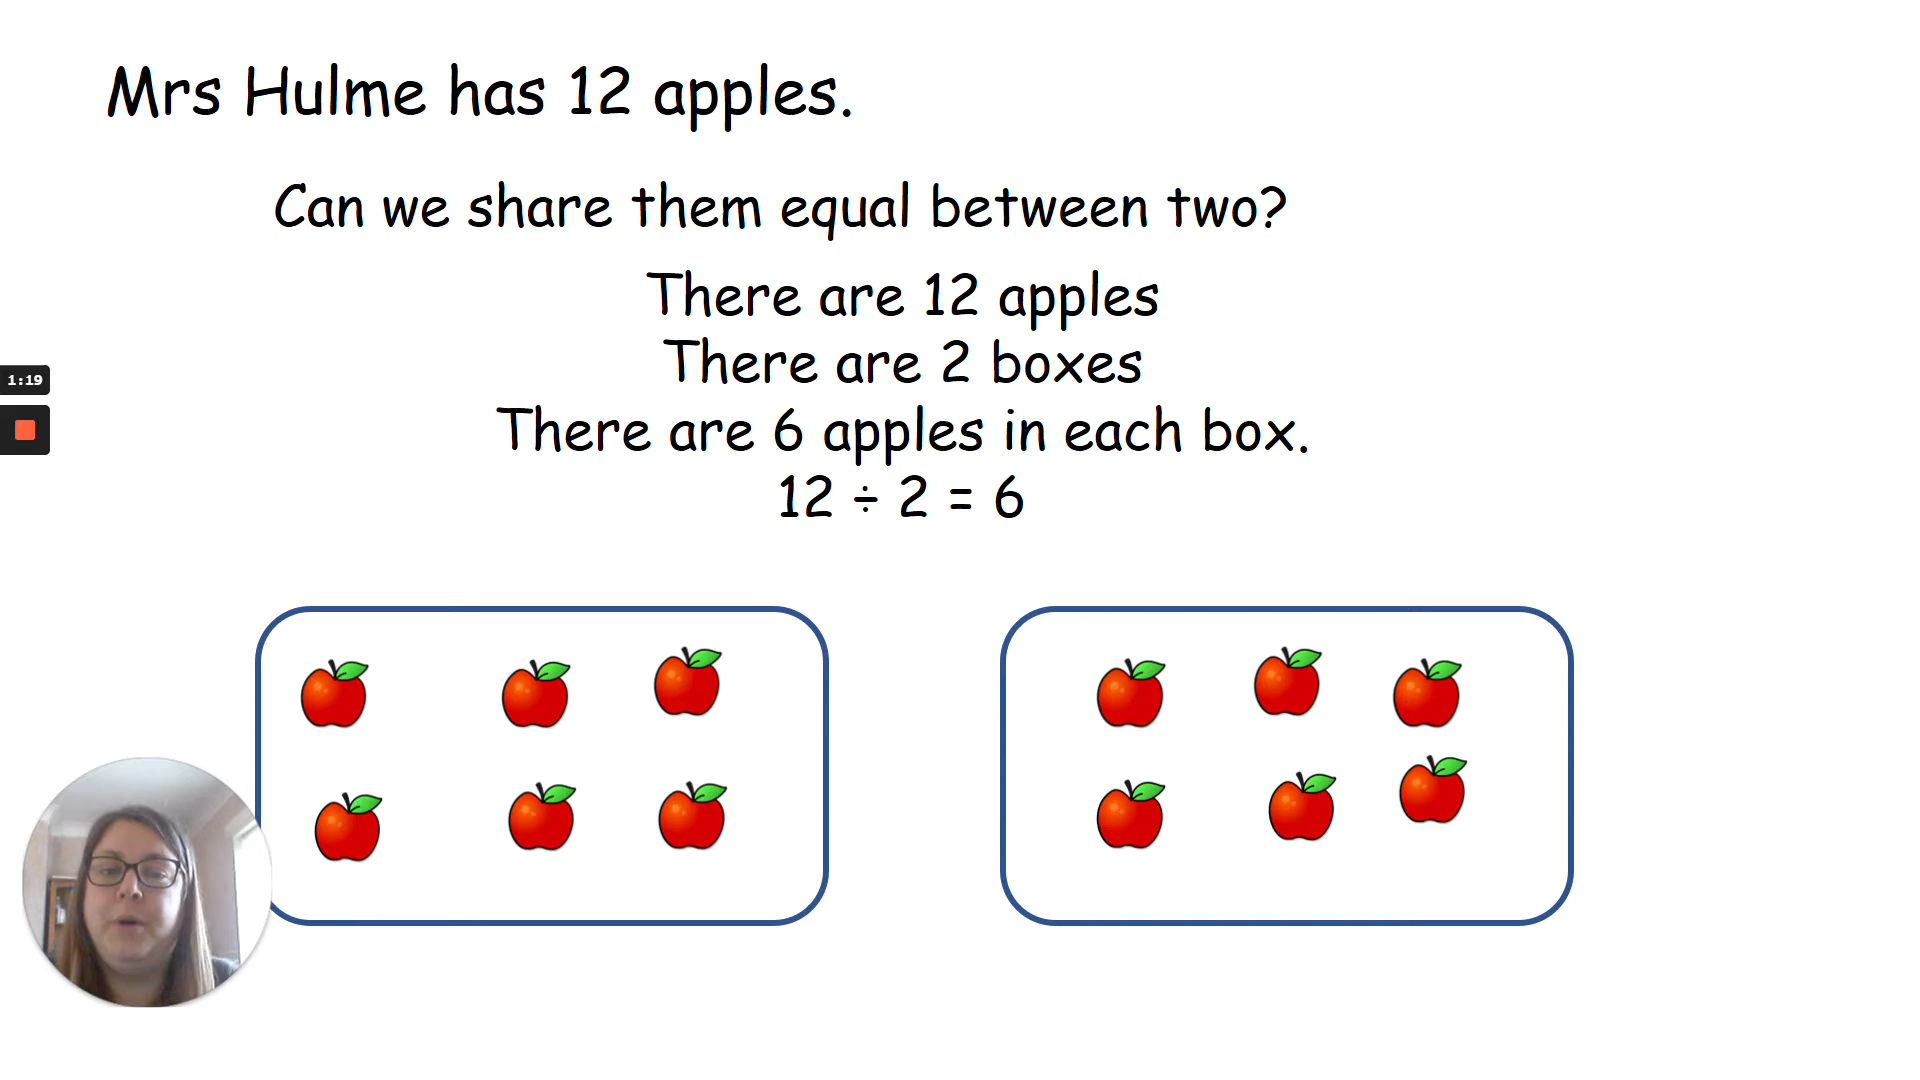 Mrs Hulme has 12 apples.
Can we share them equal between two?
There are 12 apples
There are 2 boxes
1:19
There are 6 apples in each box.
12 ÷ 2 = 6